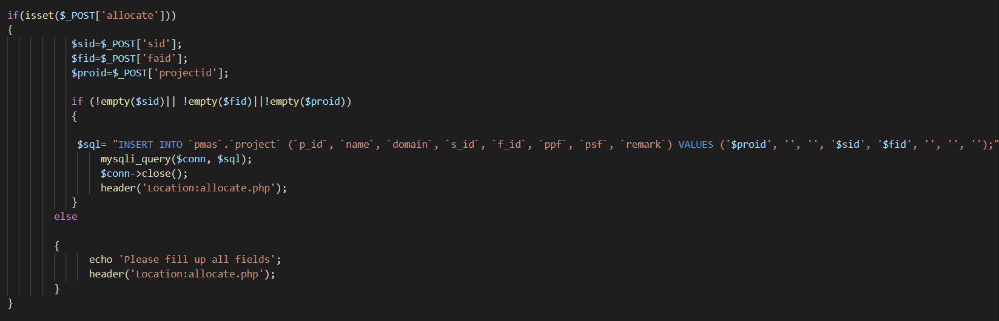 if(isset($_POST['allocate']))
{
$sid=$_POST['sid'];
$fid=$_POST['faid'];
$proid=$_POST['projectid'];
if (!empty($sid)|| !empty($fid)||!empty($proid))
{
$sql= "INSERT INTO `pmas`.`project` (`p_id`, `name`, `domain`, `s_id`, `f_id`, `ppf`, `psf`, `remark`) VALUES ('$proid', '', '', '$sid', '$fid', '', '', '');"
mysqli_query($conn, $sql);
$conn->close();
header('Location:allocate.php');
}
else
{
echo 'Please fill up all fields';
header('Location:allocate.php');
}
}